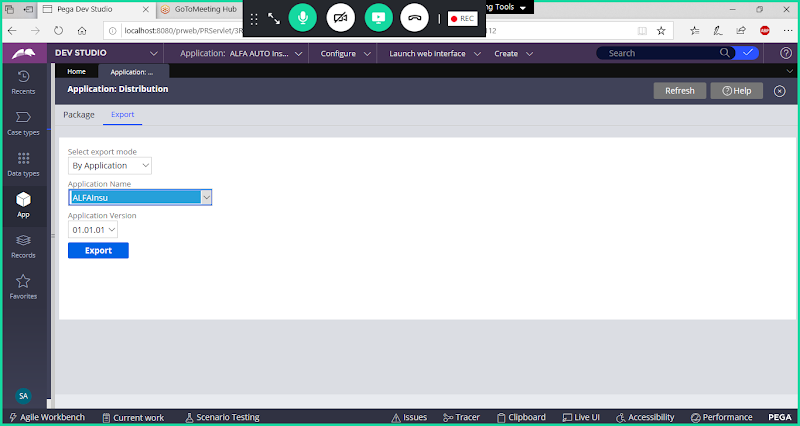 Pega Dev Studio
GoToMeeting Hub
REC
ng Tools
localhost:8080/prweb/PRServlet/3R
112
DEV STUDIO
Application: ALFA AUTO Ins...
Configure
Launch web interface
Create
Search
Recents
Case types
Data types
App
Records
Favorites
SA
Home
Application: ...
Application: Distribution
Refresh
Help
Package
Export
Select export mode
By Application
Application Name
ALFAInsu
Application Version
01.01.01
Export
Agile Workbench
Current work
Scenario Testing
Issues
Tracer
Clipboard
Live UI
Accessibility
Performance
PEGA